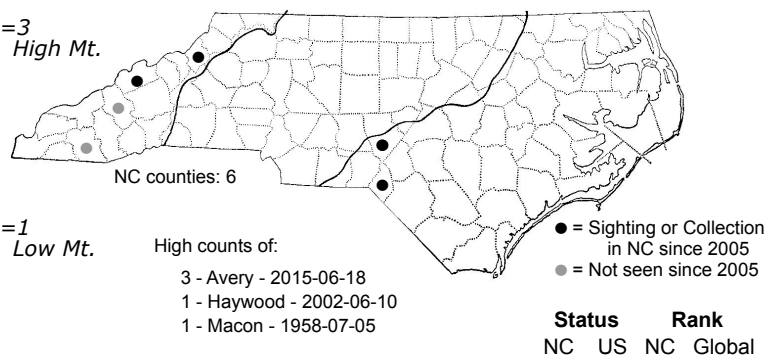 =3
High Mt.
NC counties: 6
=1
Low Mt.
High counts of:
3 - Avery - 2015-06-18
1 - Haywood - 2002-06-10
1 - Macon - 1958-07-05
● = Sighting or Collection
in NC since 2005
● = Not seen since 2005
Status Rank
NC US NC Global